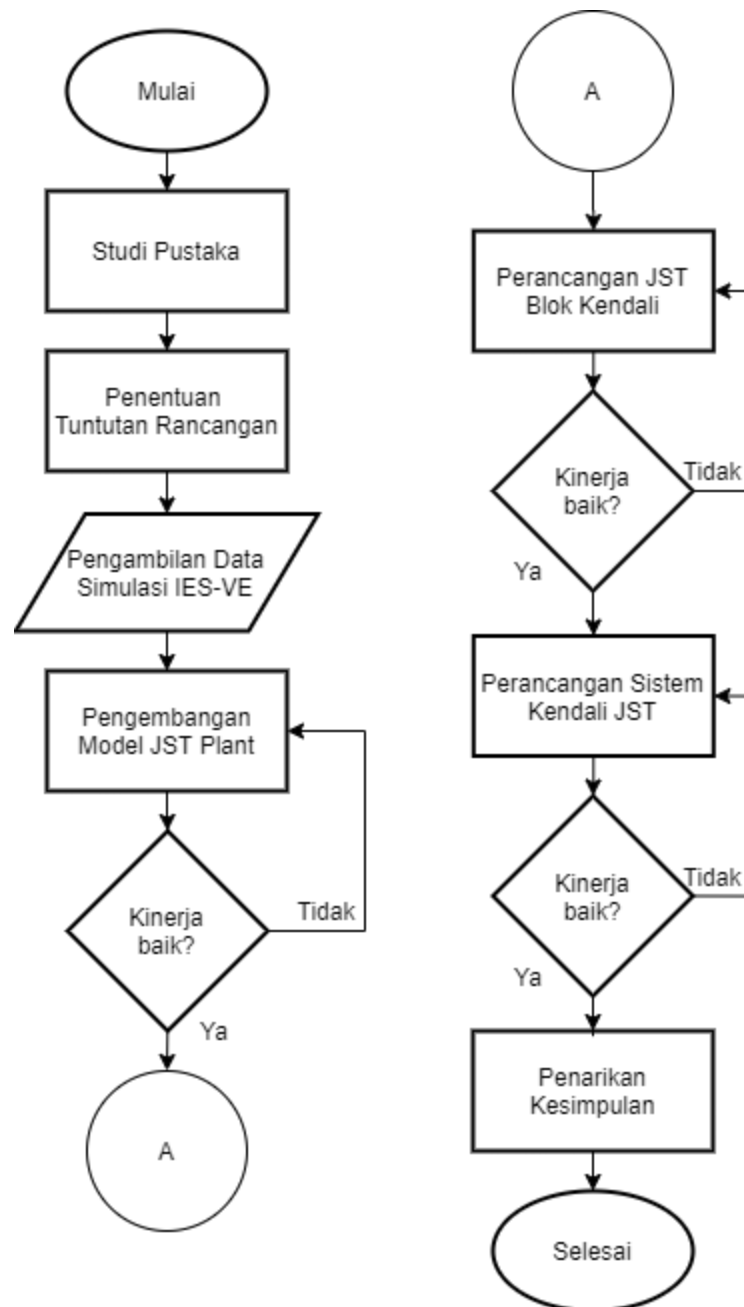 Mulai
Studi Pustaka
Penentuan
Tuntutan Rancangan
Pengambilan Data
Simulasi IES-VE
Pengembangan
Model JST Plant
Kinerja
baik?
Tidak
Ya
A
A
Perancangan JST
Blok Kendali
Kinerja
baik?
Tidak
Ya
Perancangan Sistem
Kendali JST
Kinerja
baik?
Tidak
Ya
Penarikan
Kesimpulan
Selesai